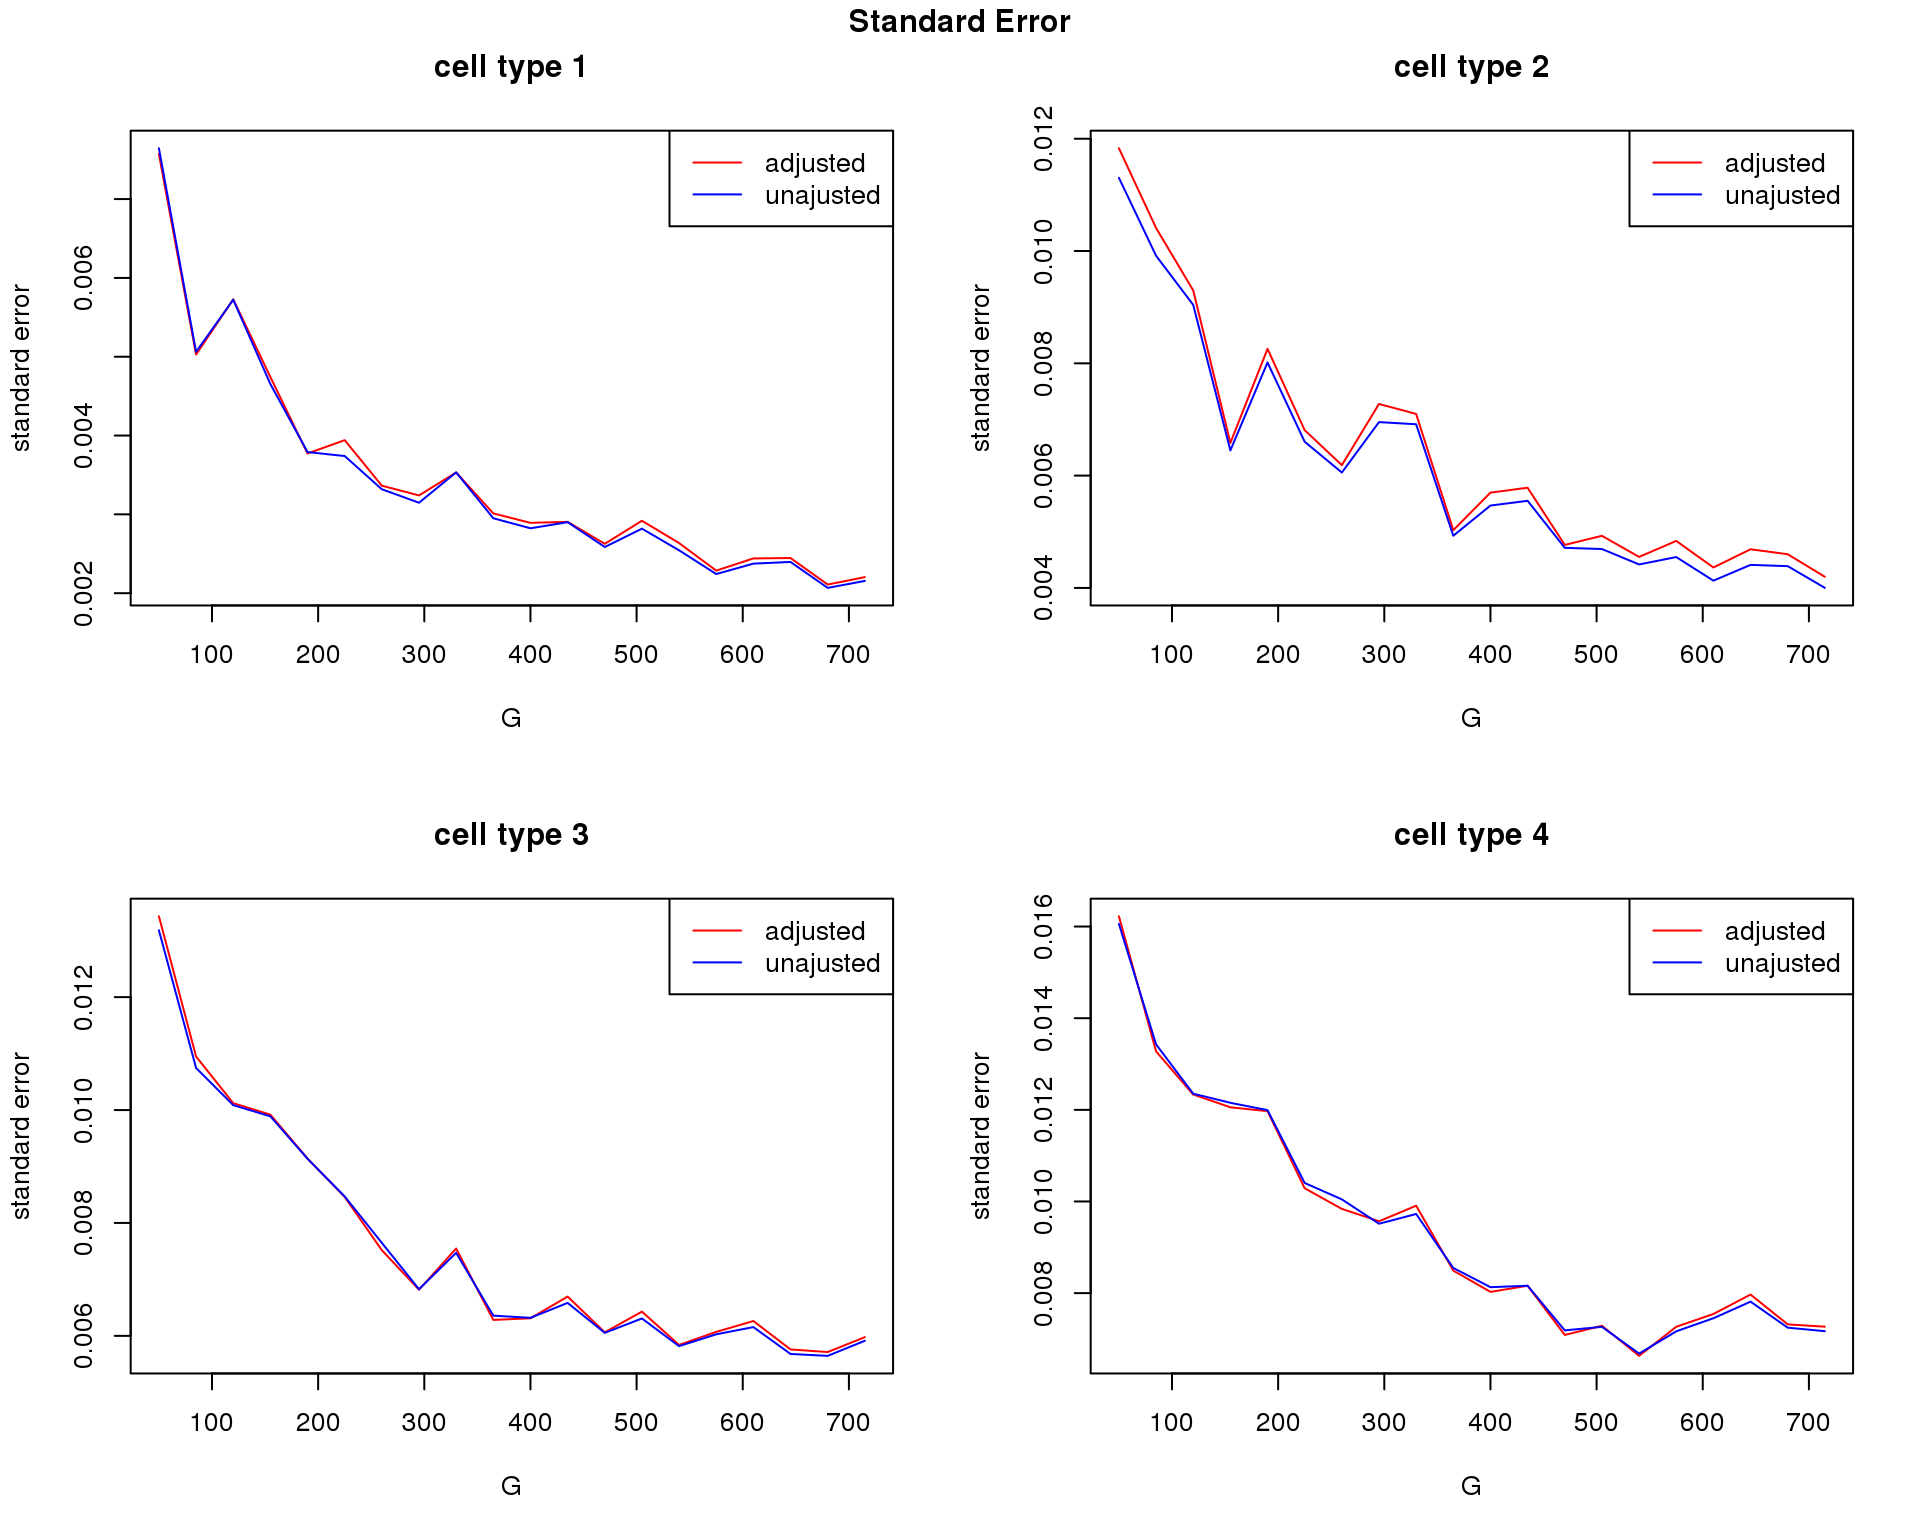 Standard Error
cell type 1
adjusted
unajusted
0.002 0.004 0.006
standard error
100 200 300 400 500 600 700
G
cell type 2
adjusted
unajusted
0.004 0.006 0.008 0.010 0.012
standard error
100 200 300 400 500 600 700
G
cell type 3
adjusted
unajusted
0.006 0.008 0.010 0.012
standard error
100 200 300 400 500 600 700
G
cell type 4
adjusted
unajusted
0.008 0.010 0.012 0.014 0.016
standard error
100 200 300 400 500 600 700
G